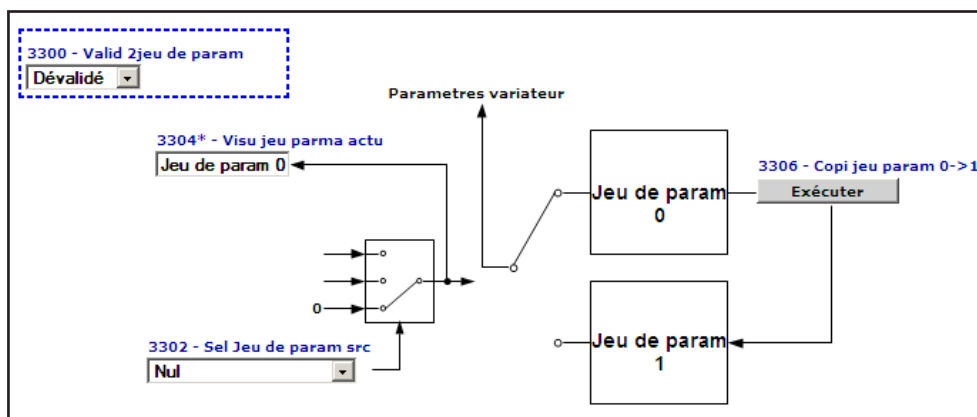 3300 - Valid 2jeu de param
Dévalidé
Parametres variateur
3304* - Visu jeu parma actu
Jeu de param 0
Jeu de param
0
3306 - Copi jeu param 0->1
Exécuter
0
3302 - Sel Jeu de param src
Nul
Jeu de param
1